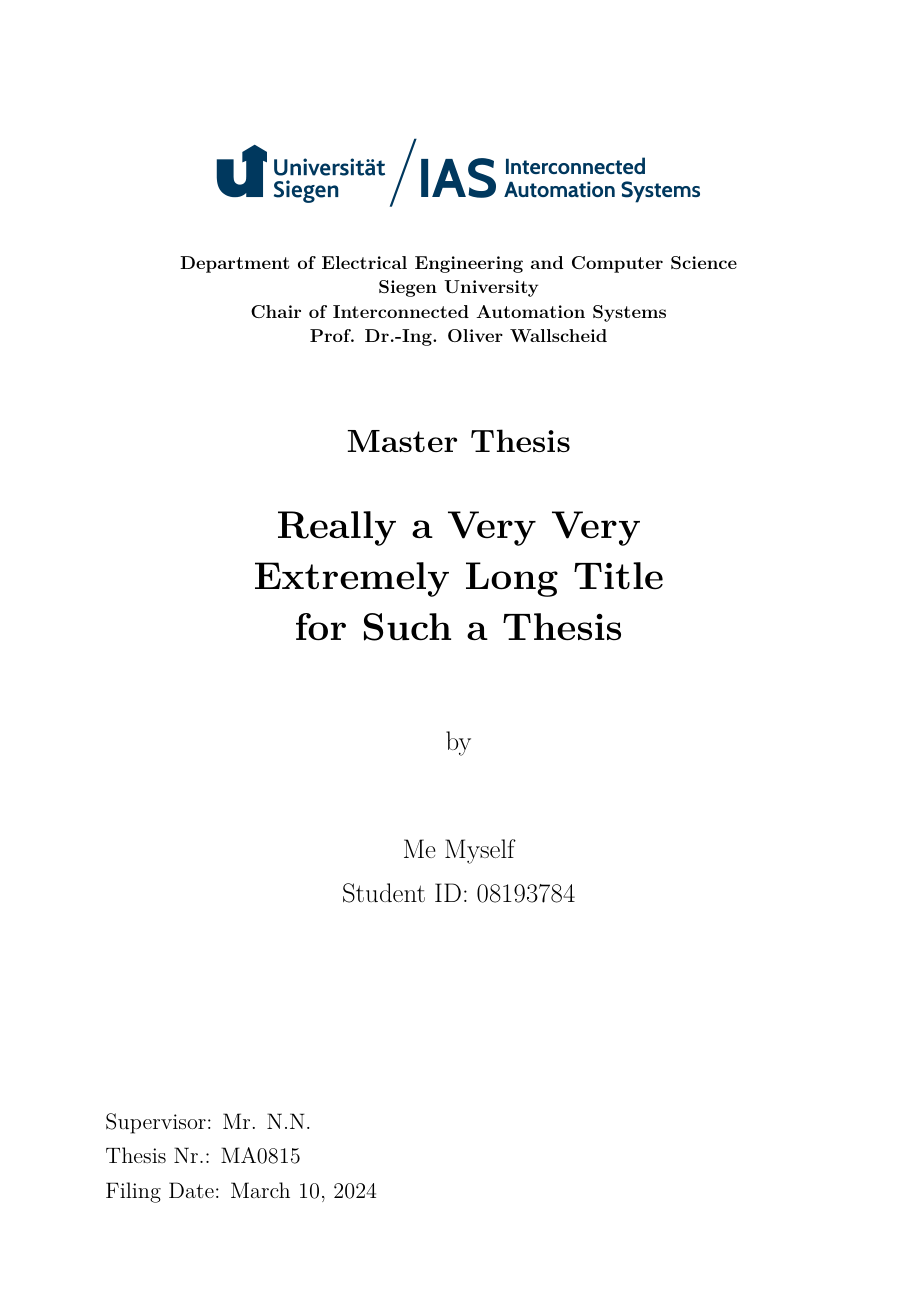 Universität
Siegen
IAS
Interconnected
Automation Systems
Department of Electrical Engineering and Computer Science
Siegen University
Chair of Interconnected Automation Systems
Prof. Dr.-Ing. Oliver Wallscheid
Master Thesis
Really a Very Very
Extremely Long Title
for Such a Thesis
by
Me Myself
Student ID: 08193784
Supervisor: Mr. N.N.
Thesis Nr.: MA0815
Filing Date: March 10, 2024